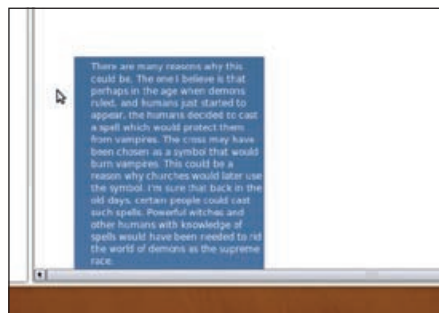 There are many reasons why this
could be. The one I believe is that
perhaps in the age when demons
ruled, and humans just started to
appear, the humans decided to cast
a spell which would protect them
from vampires. The cross may have
been chosen as a symbol that would
burn vampires. This could be a
reason why churches would later use
the symbol. I'm sure that back in the
old days, certain people could cast
such spells. Powerful witches and
other humans with knowledge of
spells would have been needed to rid
the world of demons as the supreme
race.